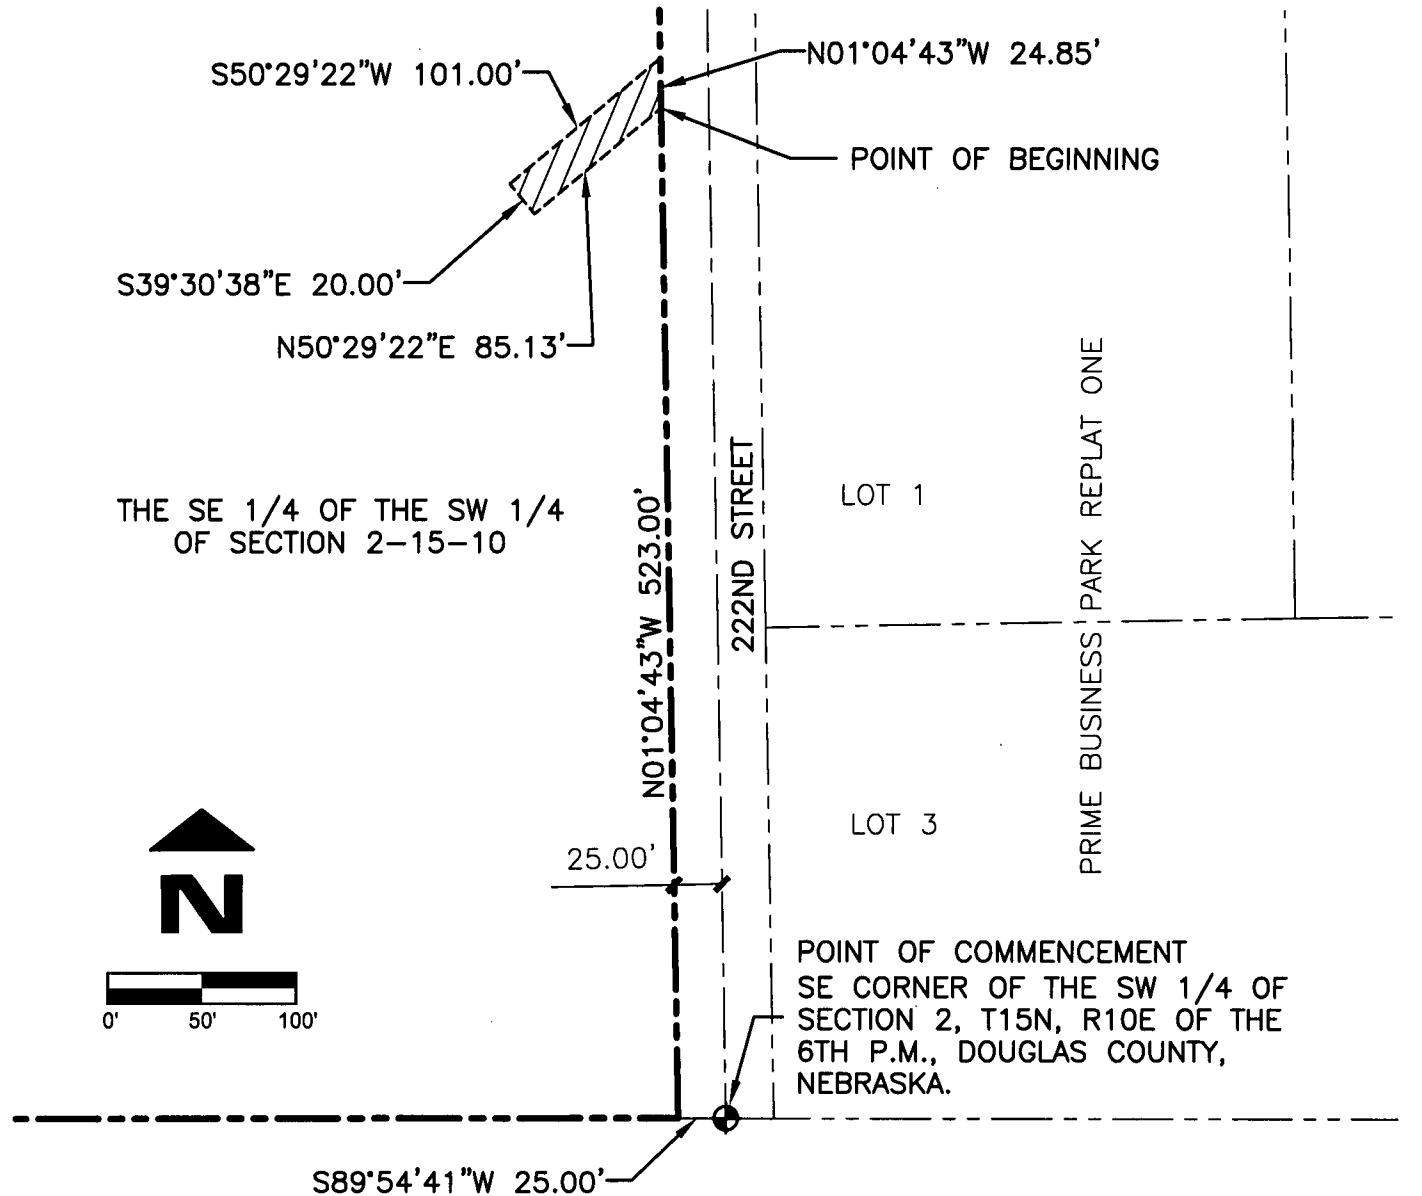 N01°04'43"W 24.85'
S50°29'22"W 101.00'
POINT OF BEGINNING
S39°30'38"E 20.00'
N50°29'22"E 85.13'
THE SE 1/4 OF THE SW 1/4
OF SECTION 2-15-10
N01°04'43"W 523.00'
222ND STREET
LOT 1
PRIME BUSINESS PARK REPLAT ONE
LOT 3
25.00'
N
0' 50' 100'
POINT OF COMMENCEMENT
SE CORNER OF THE SW 1/4 OF
SECTION 2, T15N, R10E OF THE
6TH P.M., DOUGLAS COUNTY,
NEBRASKA.
S89°54'41"W 25.00'